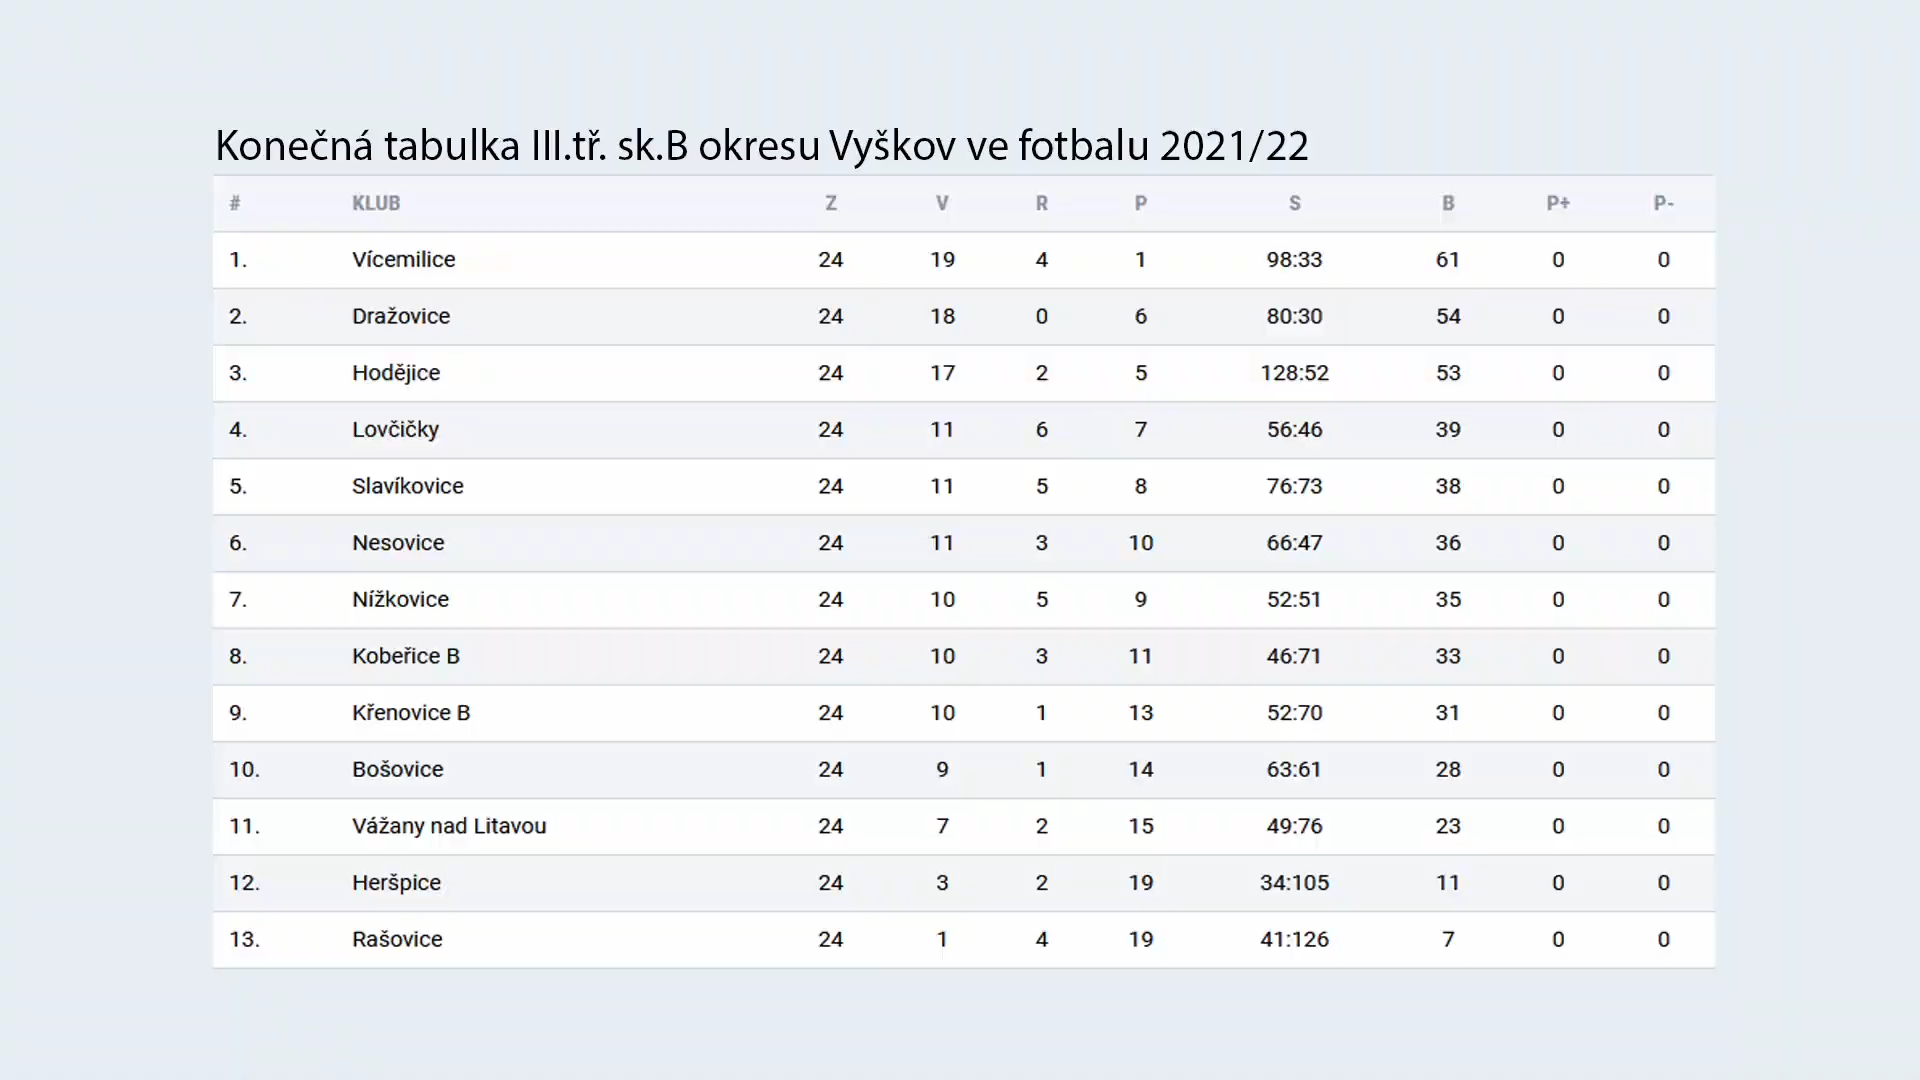 Konečná tabulka III.tř. sk.B okresu Vyškov ve fotbalu 2021/22
# KLUB Z V R P S B P+ P-
1. Vícemilice 24 19 4 1 98:33 61 0 0
2. Dražovice 24 18 0 6 80:30 54 0 0
3. Hodějice 24 17 2 5 128:52 53 0 0
4. Lovčičky 24 11 6 7 56:46 39 0 0
5. Slavíkovice 24 11 5 8 76:73 38 0 0
6. Nesovice 24 11 3 10 66:47 36 0 0
7. Nížkovice 24 10 5 9 52:51 35 0 0
8. Kobeřice B 24 10 3 11 46:71 33 0 0
9. Křenovice B 24 10 1 13 52:70 31 0 0
10. Bošovice 24 9 1 14 63:61 28 0 0
11. Vážany nad Litavou 24 7 2 15 49:76 23 0 0
12. Heršpice 24 3 2 19 34:105 11 0 0
13. Rašovice 24 1 4 19 41:126 7 0 0